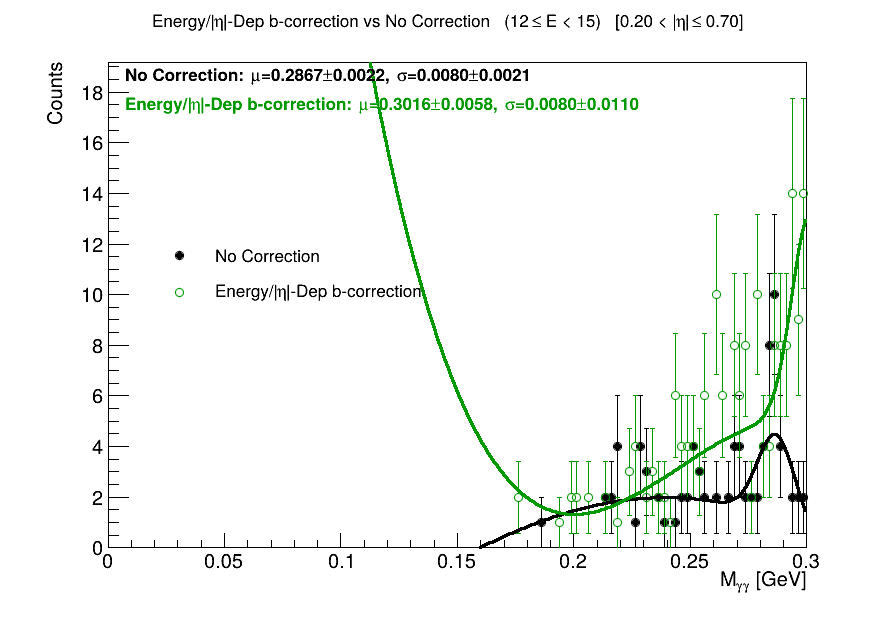 Energy/|η|-Dep b-correction vs No Correction (12 ≤ E < 15) [0.20 < |η| ≤ 0.70]
No Correction: μ=0.2867±0.0022, σ=0.0080±0.0021
Energy/|η|-Dep b-correction: μ=0.3016±0.0058, σ=0.0080±0.0110
Counts
18
16
14
12
10
8
6
4
2
0
No Correction
Energy/|η|-Dep b-correction
0 0.05 0.1 0.15 0.2 0.25 0.3
Mγγ [GeV]